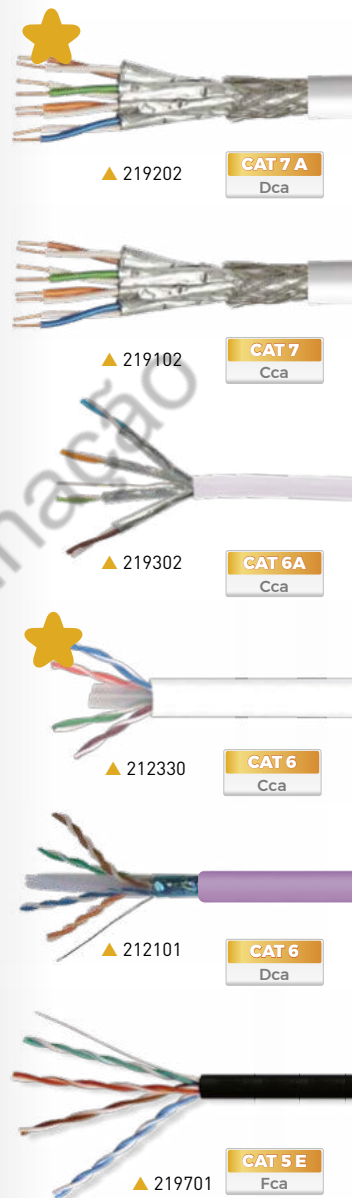 ▲ 219202
CAT 7 A
Dca
▲ 219102
CAT 7
Cca
mação
▲ 219302
CAT 6A
Cca
▲ 212330
CAT 6
Cca
▲ 212101
CAT 6
Dca
▲ 219701
CAT 5 E
Fca